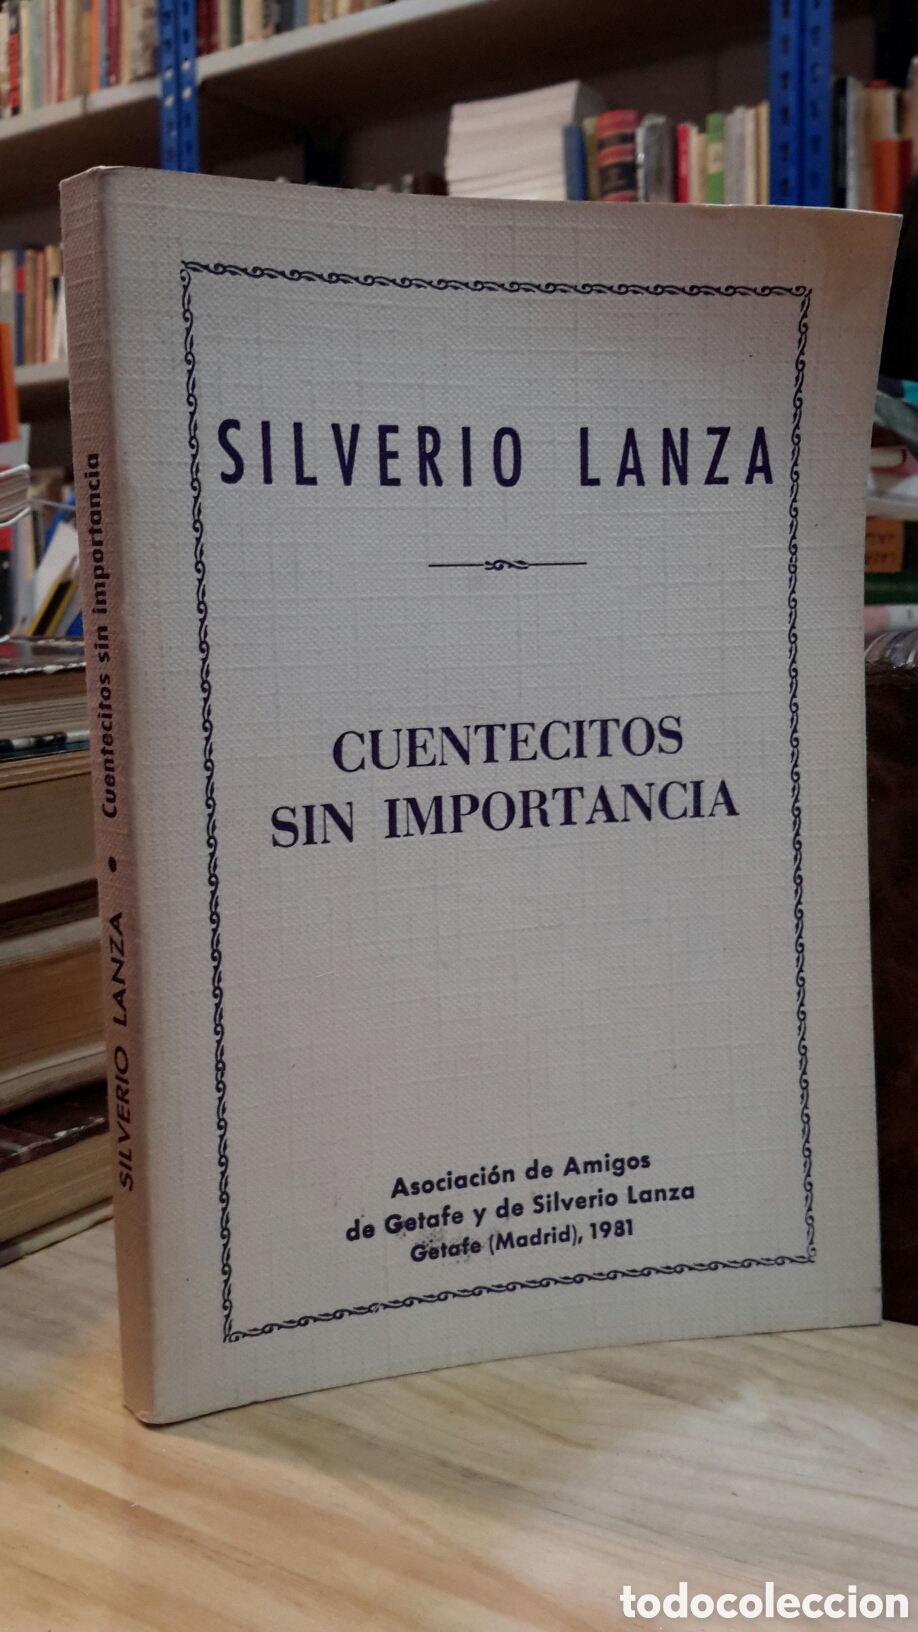 SILVERIO LANZA
CUENTECITOS
SIN IMPORTANCIA
Asociación de Amigos
de Getafe y de Silverio Lanza
Getafe (Madrid), 1981
SILVERIO LANZA • Cuentecitos sin importancia
todocoleccion